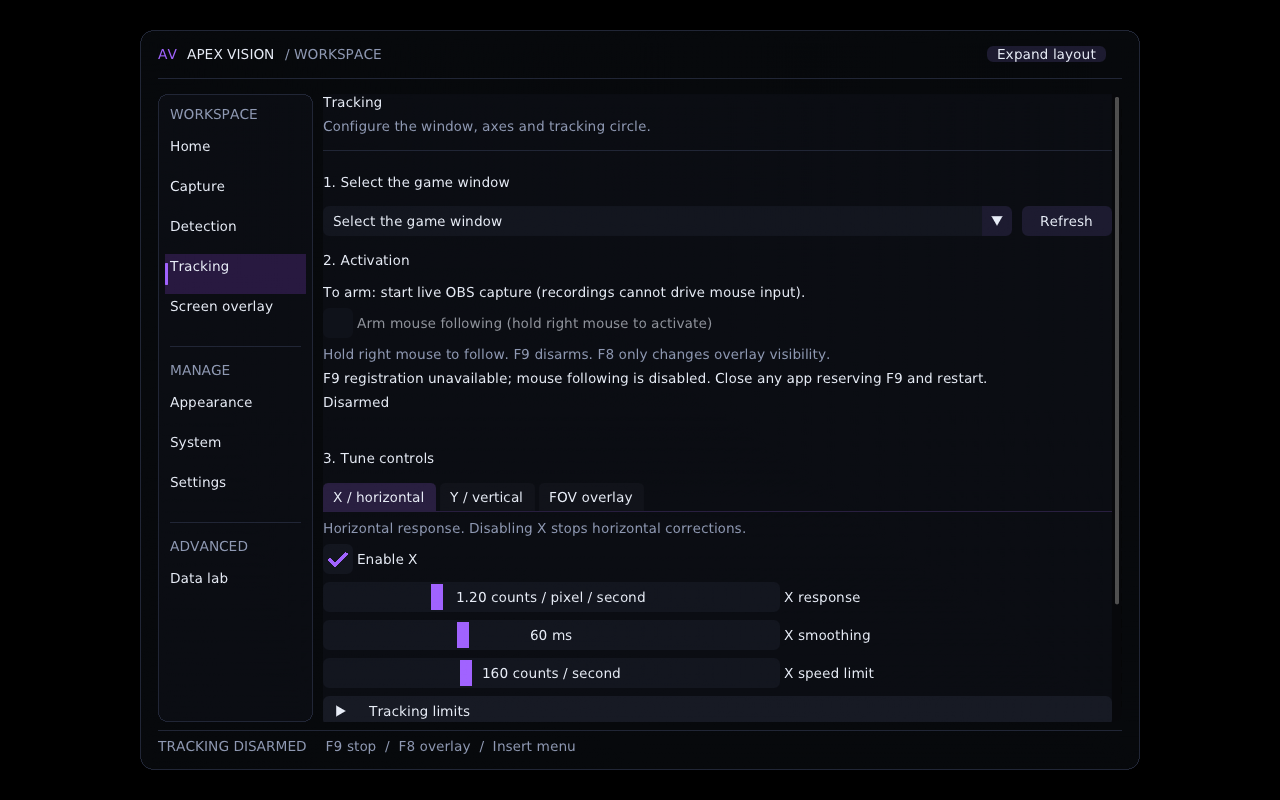 AV APEX VISION / WORKSPACE
Expand layout
WORKSPACE
Home
Capture
Detection
Tracking
Screen overlay
MANAGE
Appearance
System
Settings
ADVANCED
Data lab
Tracking
Configure the window, axes and tracking circle.
1. Select the game window
Select the game window
Refresh
2. Activation
To arm: start live OBS capture (recordings cannot drive mouse input).
Arm mouse following (hold right mouse to activate)
Hold right mouse to follow. F9 disarms. F8 only changes overlay visibility.
F9 registration unavailable; mouse following is disabled. Close any app reserving F9 and restart.
Disarmed
3. Tune controls
X / horizontal Y / vertical FOV overlay
Horizontal response. Disabling X stops horizontal corrections.
Enable X
1.20 counts / pixel / second X response
60 ms X smoothing
160 counts / second X speed limit
Tracking limits
TRACKING DISARMED F9 stop / F8 overlay / Insert menu